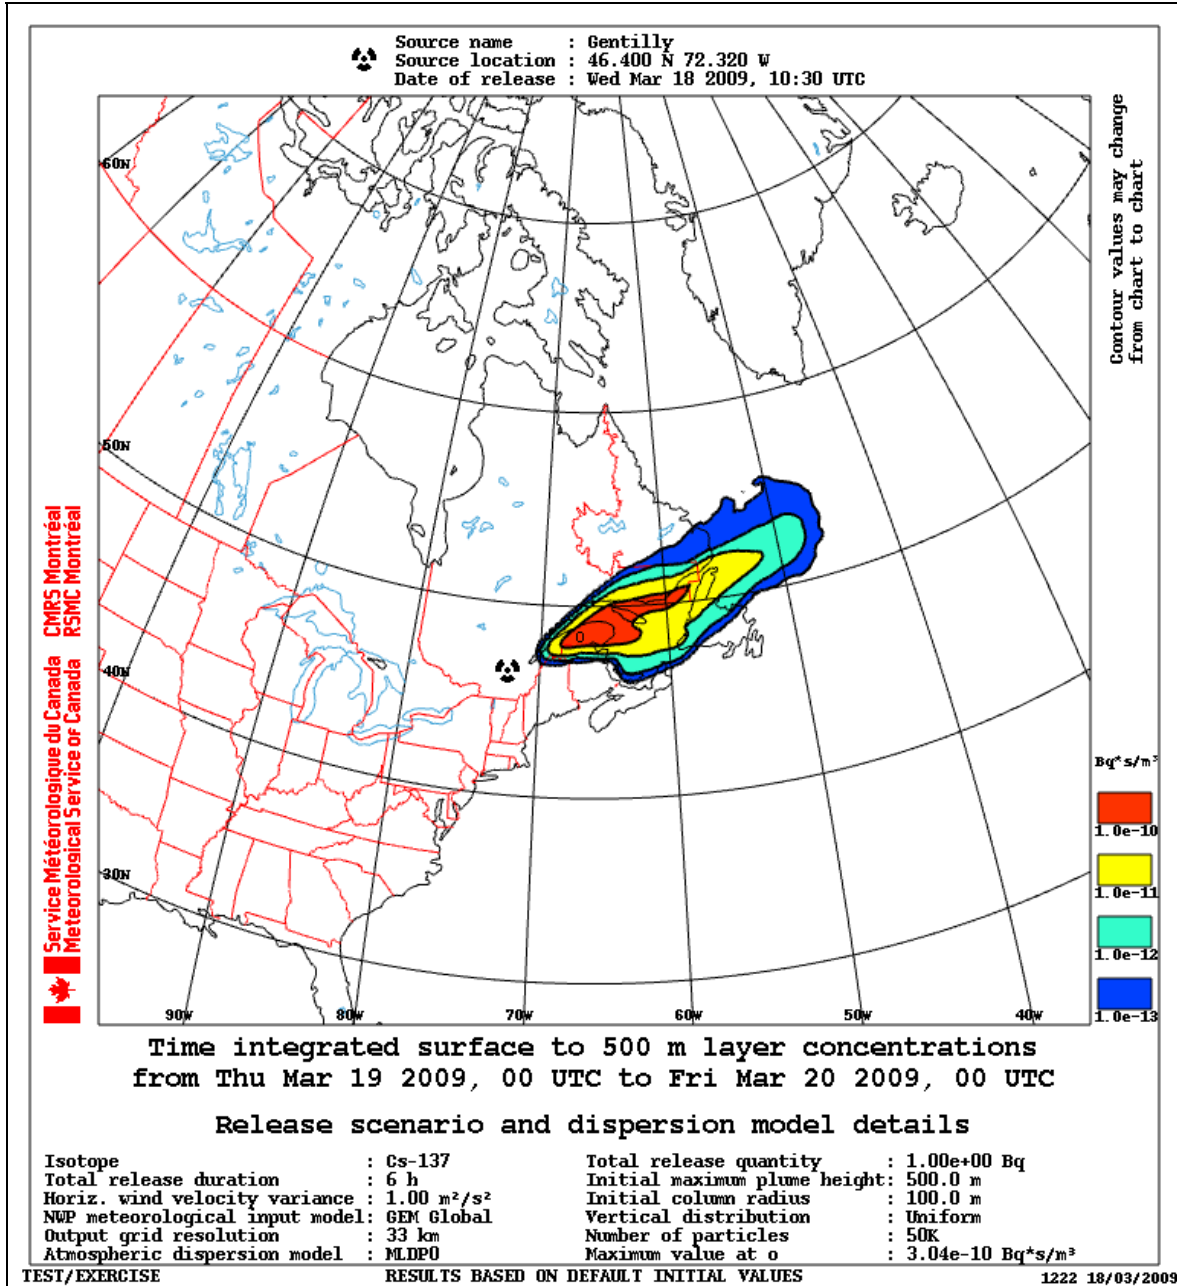 Source name : Gentilly
Source location : 46.400 N 72.320 W
Date of release : Wed Mar 18 2009, 10:30 UTC
Contour values may change
from chart to chart
60N
50N
40N
30N
90W 80W 70W 60W 50W 40W
Service Météorologique du Canada CMRS Montréal
Meteorological Service of Canada RSMC Montréal
Bq*s/m³
1.0e-10
1.0e-11
1.0e-12
1.0e-13
Time integrated surface to 500 m layer concentrations
from Thu Mar 19 2009, 00 UTC to Fri Mar 20 2009, 00 UTC
Release scenario and dispersion model details
Isotope : Cs-137 Total release quantity : 1.00e+00 Bq
Total release duration : 6 h Initial maximum plume height: 500.0 m
Horiz. wind velocity variance : 1.00 m²/s² Initial column radius : 100.0 m
NWP meteorological input model: GEM Global Vertical distribution : Uniform
Output grid resolution : 33 km Number of particles : 50K
Atmospheric dispersion model : MLDP0 Maximum value at o : 3.04e-10 Bq*s/m³
TEST/EXERCISE RESULTS BASED ON DEFAULT INITIAL VALUES 1222 18/03/2009